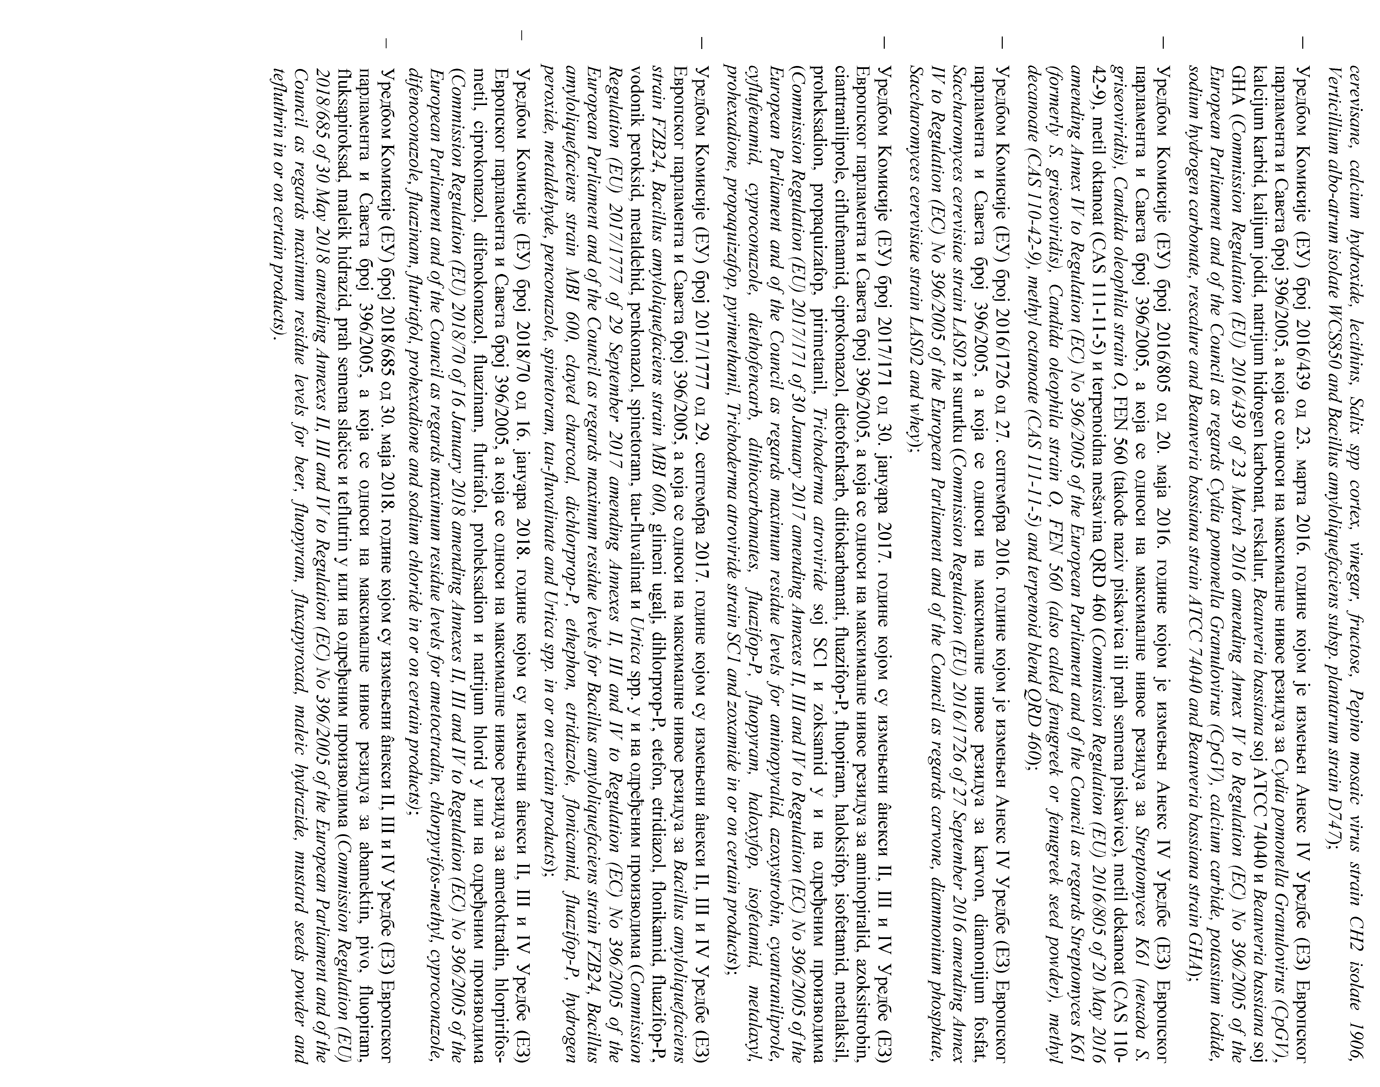 cerevisane, calcium hydroxide, lecithins, Salix spp cortex, vinegar, fructose, Pepino mosaic virus strain CH2 isolate 1906,
Verticillium albo-atrum isolate WCS850 and Bacillus amyloliquefaciens subsp. plantarum strain D747);
– Уредбом Комисије (ЕУ) број 2016/439 од 23. марта 2016. године којом је измењен Анекс IV Уредбе (ЕЗ) Европског
парламента и Савета број 396/2005, а која се односи на максималне нивое резидуа за Cydia pomonella Granulovirus (CpGV),
kalcijum karbid, kalijum jodid, natrijum hidrogen karbonat, reskalur, Beauveria bassiana soj ATCC 74040 и Beauveria bassiana soj
GHA (Commission Regulation (EU) 2016/439 of 23 March 2016 amending Annex IV to Regulation (EC) No 396/2005 of the
European Parliament and of the Council as regards Cydia pomonella Granulovirus (CpGV), calcium carbide, potassium iodide,
sodium hydrogen carbonate, rescalure and Beauveria bassiana strain ATCC 74040 and Beauveria bassiana strain GHA);
– Уредбом Комисије (ЕУ) број 2016/805 од 20. маја 2016. године којом је измењен Анекс IV Уредбе (ЕЗ) Европског
парламента и Савета број 396/2005, а која се односи на максималне нивое резидуа за Streptomyces K61 (некада S.
griseoviridis), Candida oleophila strain O, FEN 560 (takođe naziv piskavica ili prah semena piskavice), metil dekanoat (CAS 110-
42-9), metil oktanoat (CAS 111-11-5) и terpenoidna mešavina QRD 460 (Commission Regulation (EU) 2016/805 of 20 May 2016
amending Annex IV to Regulation (EC) No 396/2005 of the European Parliament and of the Council as regards Streptomyces K61
(formerly S. griseoviridis), Candida oleophila strain O, FEN 560 (also called fenugreek or fenugreek seed powder), methyl
decanoate (CAS 110-42-9), methyl octanoate (CAS 111-11-5) and terpenoid blend QRD 460);
– Уредбом Комисије (ЕУ) број 2016/1726 од 27. септембра 2016. године којом је измењен Анекс IV Уредбе (ЕЗ) Европског
парламента и Савета број 396/2005, а која се односи на максималне нивое резидуа за karvon, diamonijum fosfat,
Saccharomyces cerevisiae strain LAS02 и surutku (Commission Regulation (EU) 2016/1726 of 27 September 2016 amending Annex
IV to Regulation (EC) No 396/2005 of the European Parliament and of the Council as regards carvone, diammonium phosphate,
Saccharomyces cerevisiae strain LAS02 and whey);
– Уредбом Комисије (ЕУ) број 2017/171 од 30. јануара 2017. године којом су измењени âнекси II, III и IV Уредбе (ЕЗ)
Европског парламента и Савета број 396/2005, а која се односи на максималне нивое резидуа за aminopiralid, azoksistrobin,
ciantraniliprole, ciflufenamid, ciprokonazol, dietofenkarb, ditiokarbamati, fluazifop-P, fluopiram, haloksifop, isofetamid, metalaksil,
proheksadion, propaquizafop, pirimetanil, Trichoderma atroviride soj SC1 и zoksamid у и на одређеним производима
(Commission Regulation (EU) 2017/171 of 30 January 2017 amending Annexes II, III and IV to Regulation (EC) No 396/2005 of the
European Parliament and of the Council as regards maximum residue levels for aminopyralid, azoxystrobin, cyantraniliprole,
cyflufenamid, cyproconazole, diethofencarb, dithiocarbamates, fluazifop-P, fluopyram, haloxyfop, isofetamid, metalaxyl,
prohexadione, propaquizafop, pyrimethanil, Trichoderma atroviride strain SC1 and zoxamide in or on certain products);
– Уредбом Комисије (ЕУ) број 2017/1777 од 29. септембра 2017. године којом су измењени âнекси II, III и IV Уредбе (ЕЗ)
Европског парламента и Савета број 396/2005, а која се односи на максималне нивое резидуа за Bacillus amyloliquefaciens
strain FZB24, Bacillus amyloliquefaciens strain MBI 600, glineni ugalj, dihlorprop-P, etefon, etridiazol, flonikamid, fluazifop-P,
vodonik peroksid, metaldehid, penkonazol, spinetoram, tau-fluvalinat и Urtica spp. у и на одређеним производима (Commission
Regulation (EU) 2017/1777 of 29 September 2017 amending Annexes II, III and IV to Regulation (EC) No 396/2005 of the
European Parliament and of the Council as regards maximum residue levels for Bacillus amyloliquefaciens strain FZB24, Bacillus
amyloliquefaciens strain MBI 600, clayed charcoal, dichlorprop-P, ethephon, etridiazole, flonicamid, fluazifop-P, hydrogen
peroxide, metaldehyde, penconazole, spinetoram, tau-fluvalinate and Urtica spp. in or on certain products);
– Уредбом Комисије (ЕУ) број 2018/70 од 16. јануара 2018. године којом су измењени âнекси II, III и IV Уредбе (ЕЗ)
Европског парламента и Савета број 396/2005, а која се односи на максималне нивое резидуа за ametoktradin, hlorpirifos-
metil, ciprokonazol, difenokonazol, fluazinam, flutriafol, proheksadion и natrijum hlorid у или на одређеним производима
(Commission Regulation (EU) 2018/70 of 16 January 2018 amending Annexes II, III and IV to Regulation (EC) No 396/2005 of the
European Parliament and of the Council as regards maximum residue levels for ametoctradin, chlorpyrifos-methyl, cyproconazole,
difenoconazole, fluazinam, flutriafol, prohexadione and sodium chloride in or on certain products);
– Уредбом Комисије (ЕУ) број 2018/685 од 30. маја 2018. године којом су измењени âнекси II, III и IV Уредбе (ЕЗ) Европског
парламента и Савета број 396/2005, а која се односи на максималне нивое резидуа за abamektin, pivo, fluopiram,
fluksapiroksad, maleik hidrazid, prah semena slačice и teflutrin у или на одређеним производима (Commission Regulation (EU)
2018/685 of 30 May 2018 amending Annexes II, III and IV to Regulation (EC) No 396/2005 of the European Parliament and of the
Council as regards maximum residue levels for beer, fluopyram, fluxapyroxad, maleic hydrazide, mustard seeds powder and
tefluthrin in or on certain products).